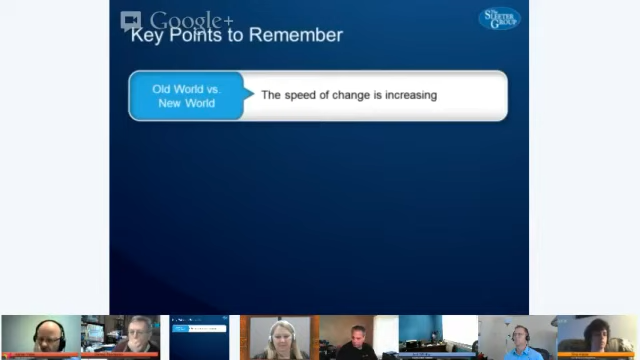 Google+
Key Points to Remember
The
SLEETER
GROUP
Old World vs.
New World
The speed of change is increasing